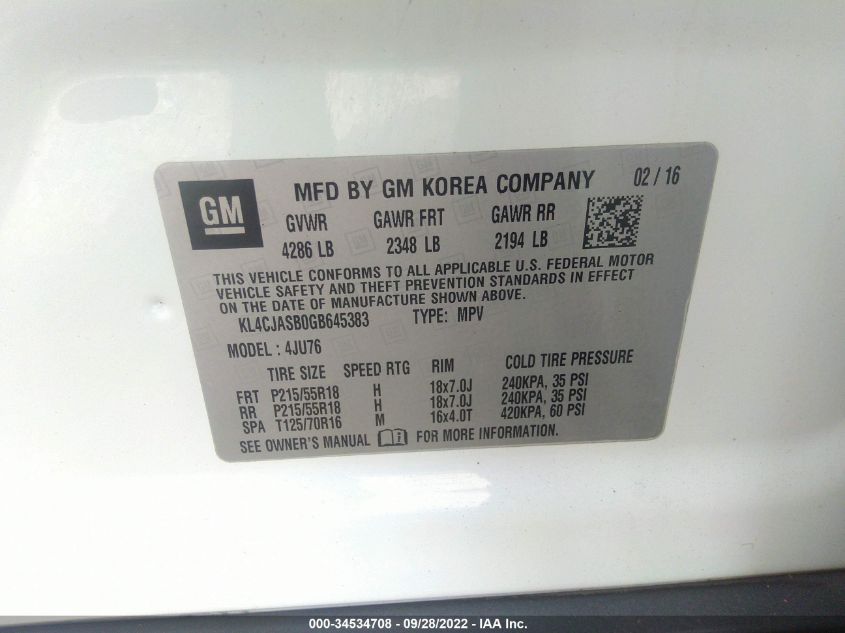 GM
MFD BY GM KOREA COMPANY 02 / 16
GVWR GAWR FRT GAWR RR
4286 LB 2348 LB 2194 LB
THIS VEHICLE CONFORMS TO ALL APPLICABLE U.S. FEDERAL MOTOR
VEHICLE SAFETY AND THEFT PREVENTION STANDARDS IN EFFECT
ON THE DATE OF MANUFACTURE SHOWN ABOVE.
KL4CJASB0GB645383 TYPE: MPV
MODEL : 4JU76
TIRE SIZE SPEED RTG RIM COLD TIRE PRESSURE
FRT P215/55R18 H 18x7.0J 240KPA, 35 PSI
RR P215/55R18 H 18x7.0J 240KPA, 35 PSI
SPA T125/70R16 M 16x4.0T 420KPA, 60 PSI
SEE OWNER'S MANUAL FOR MORE INFORMATION.
000-34534708 - 09/28/2022 - IAA Inc.